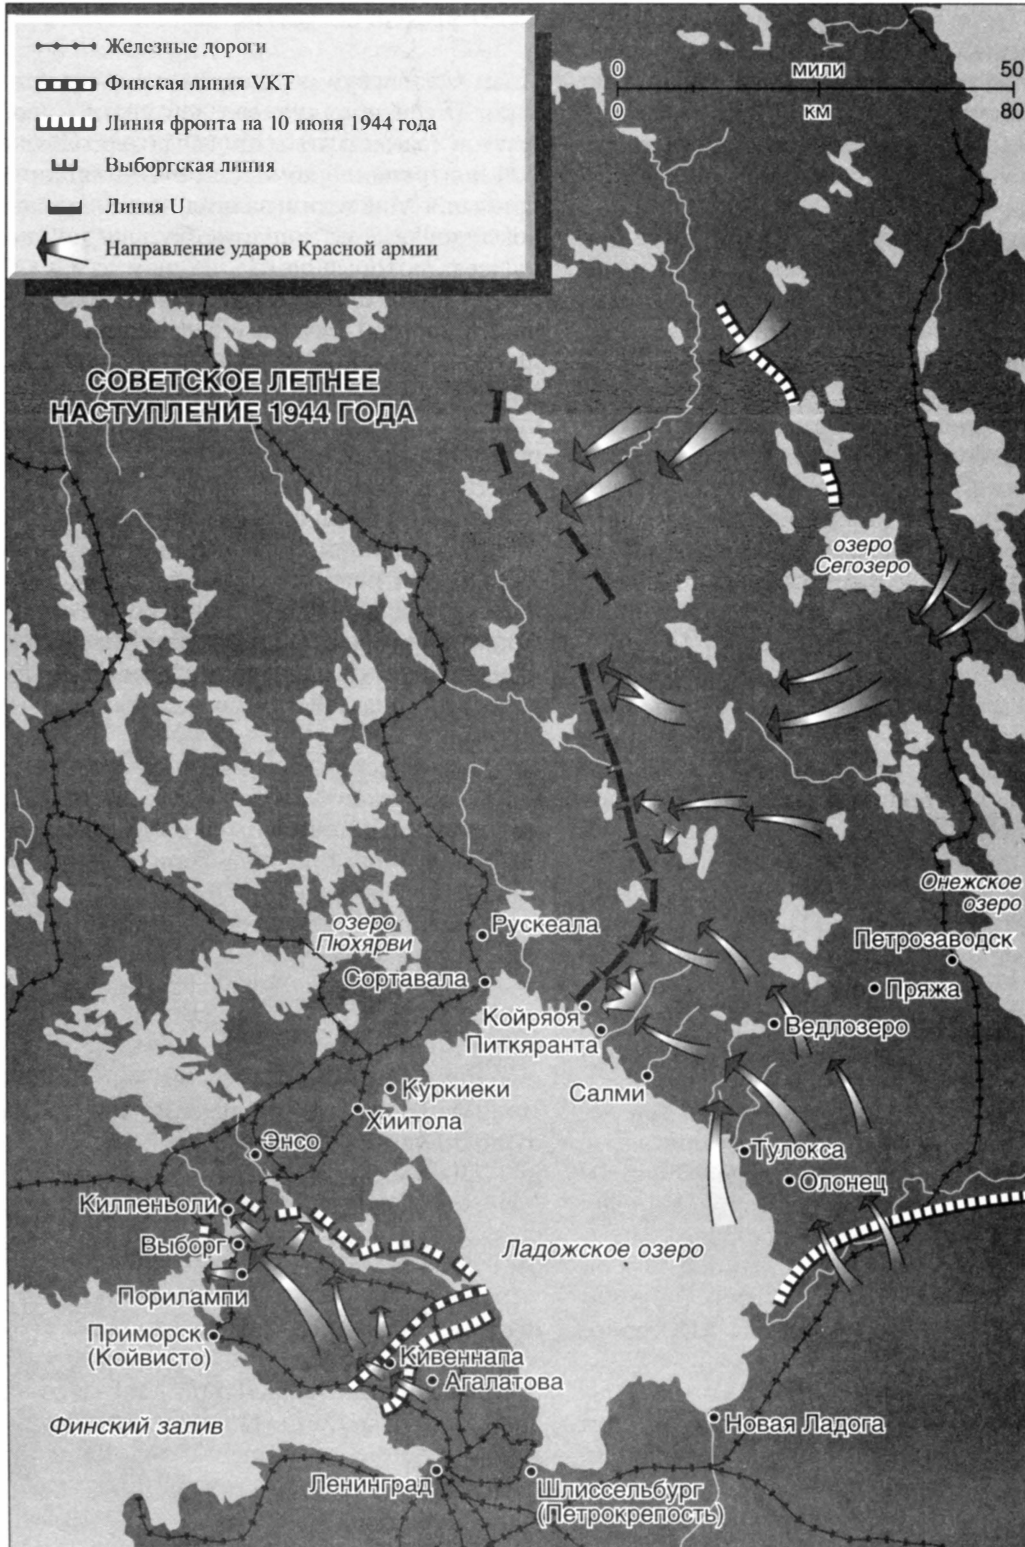 Железные дороги
Финская линия VKT
Линия фронта на 10 июня 1944 года
Выборгская линия
Линия U
Направление ударов Красной армии
0 мили 50
0 км 80
СОВЕТСКОЕ ЛЕТНЕЕ
НАСТУПЛЕНИЕ 1944 ГОДА
озеро
Сегозеро
Онежское
озеро
озеро
Пюхярви
Рускеала
Петрозаводск
Сортавала
Пряжа
Койряоя
Ведлозеро
Питкяранта
Салми
Куркиеки
Хиитола
Энсо
Тулокса
Олонец
Килпеньоли
Выборг
Ладожское озеро
Порилампи
Приморск
(Койвисто)
Кивеннапа
Агалатова
Финский залив
Новая Ладога
Ленинград
Шлиссельбург
(Петрокрепость)